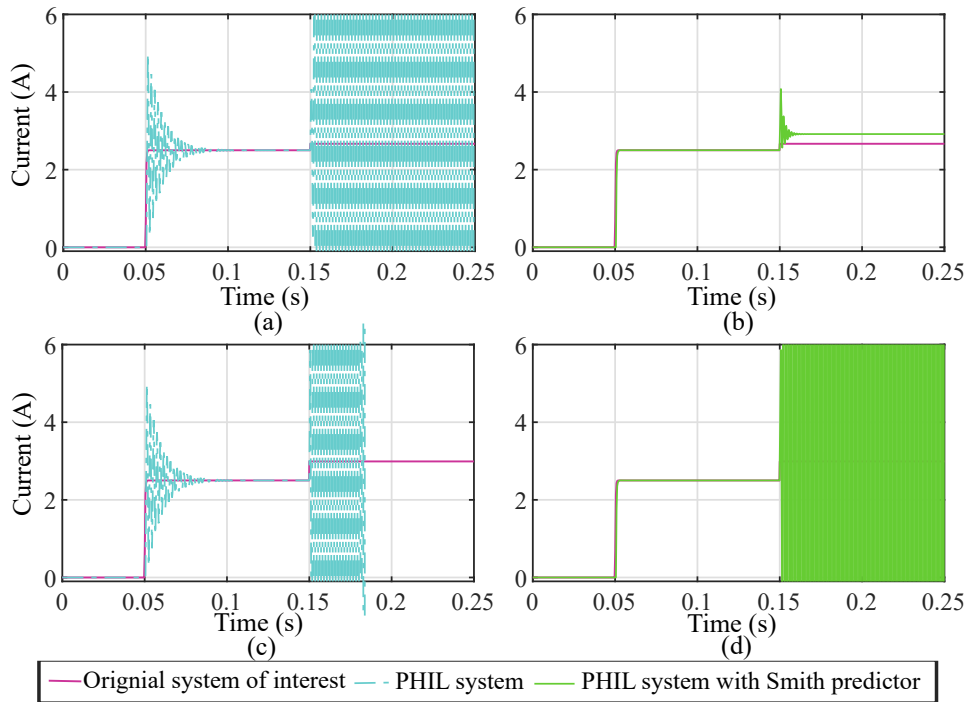 6
4
2
0
Current (A)
0 0.05 0.1 0.15 0.2 0.25
Time (s)
(a)
6
4
2
0
0 0.05 0.1 0.15 0.2 0.25
Time (s)
(b)
6
4
2
0
Current (A)
0 0.05 0.1 0.15 0.2 0.25
Time (s)
(c)
6
4
2
0
0 0.05 0.1 0.15 0.2 0.25
Time (s)
(d)
Orignial system of interest PHIL system PHIL system with Smith predictor